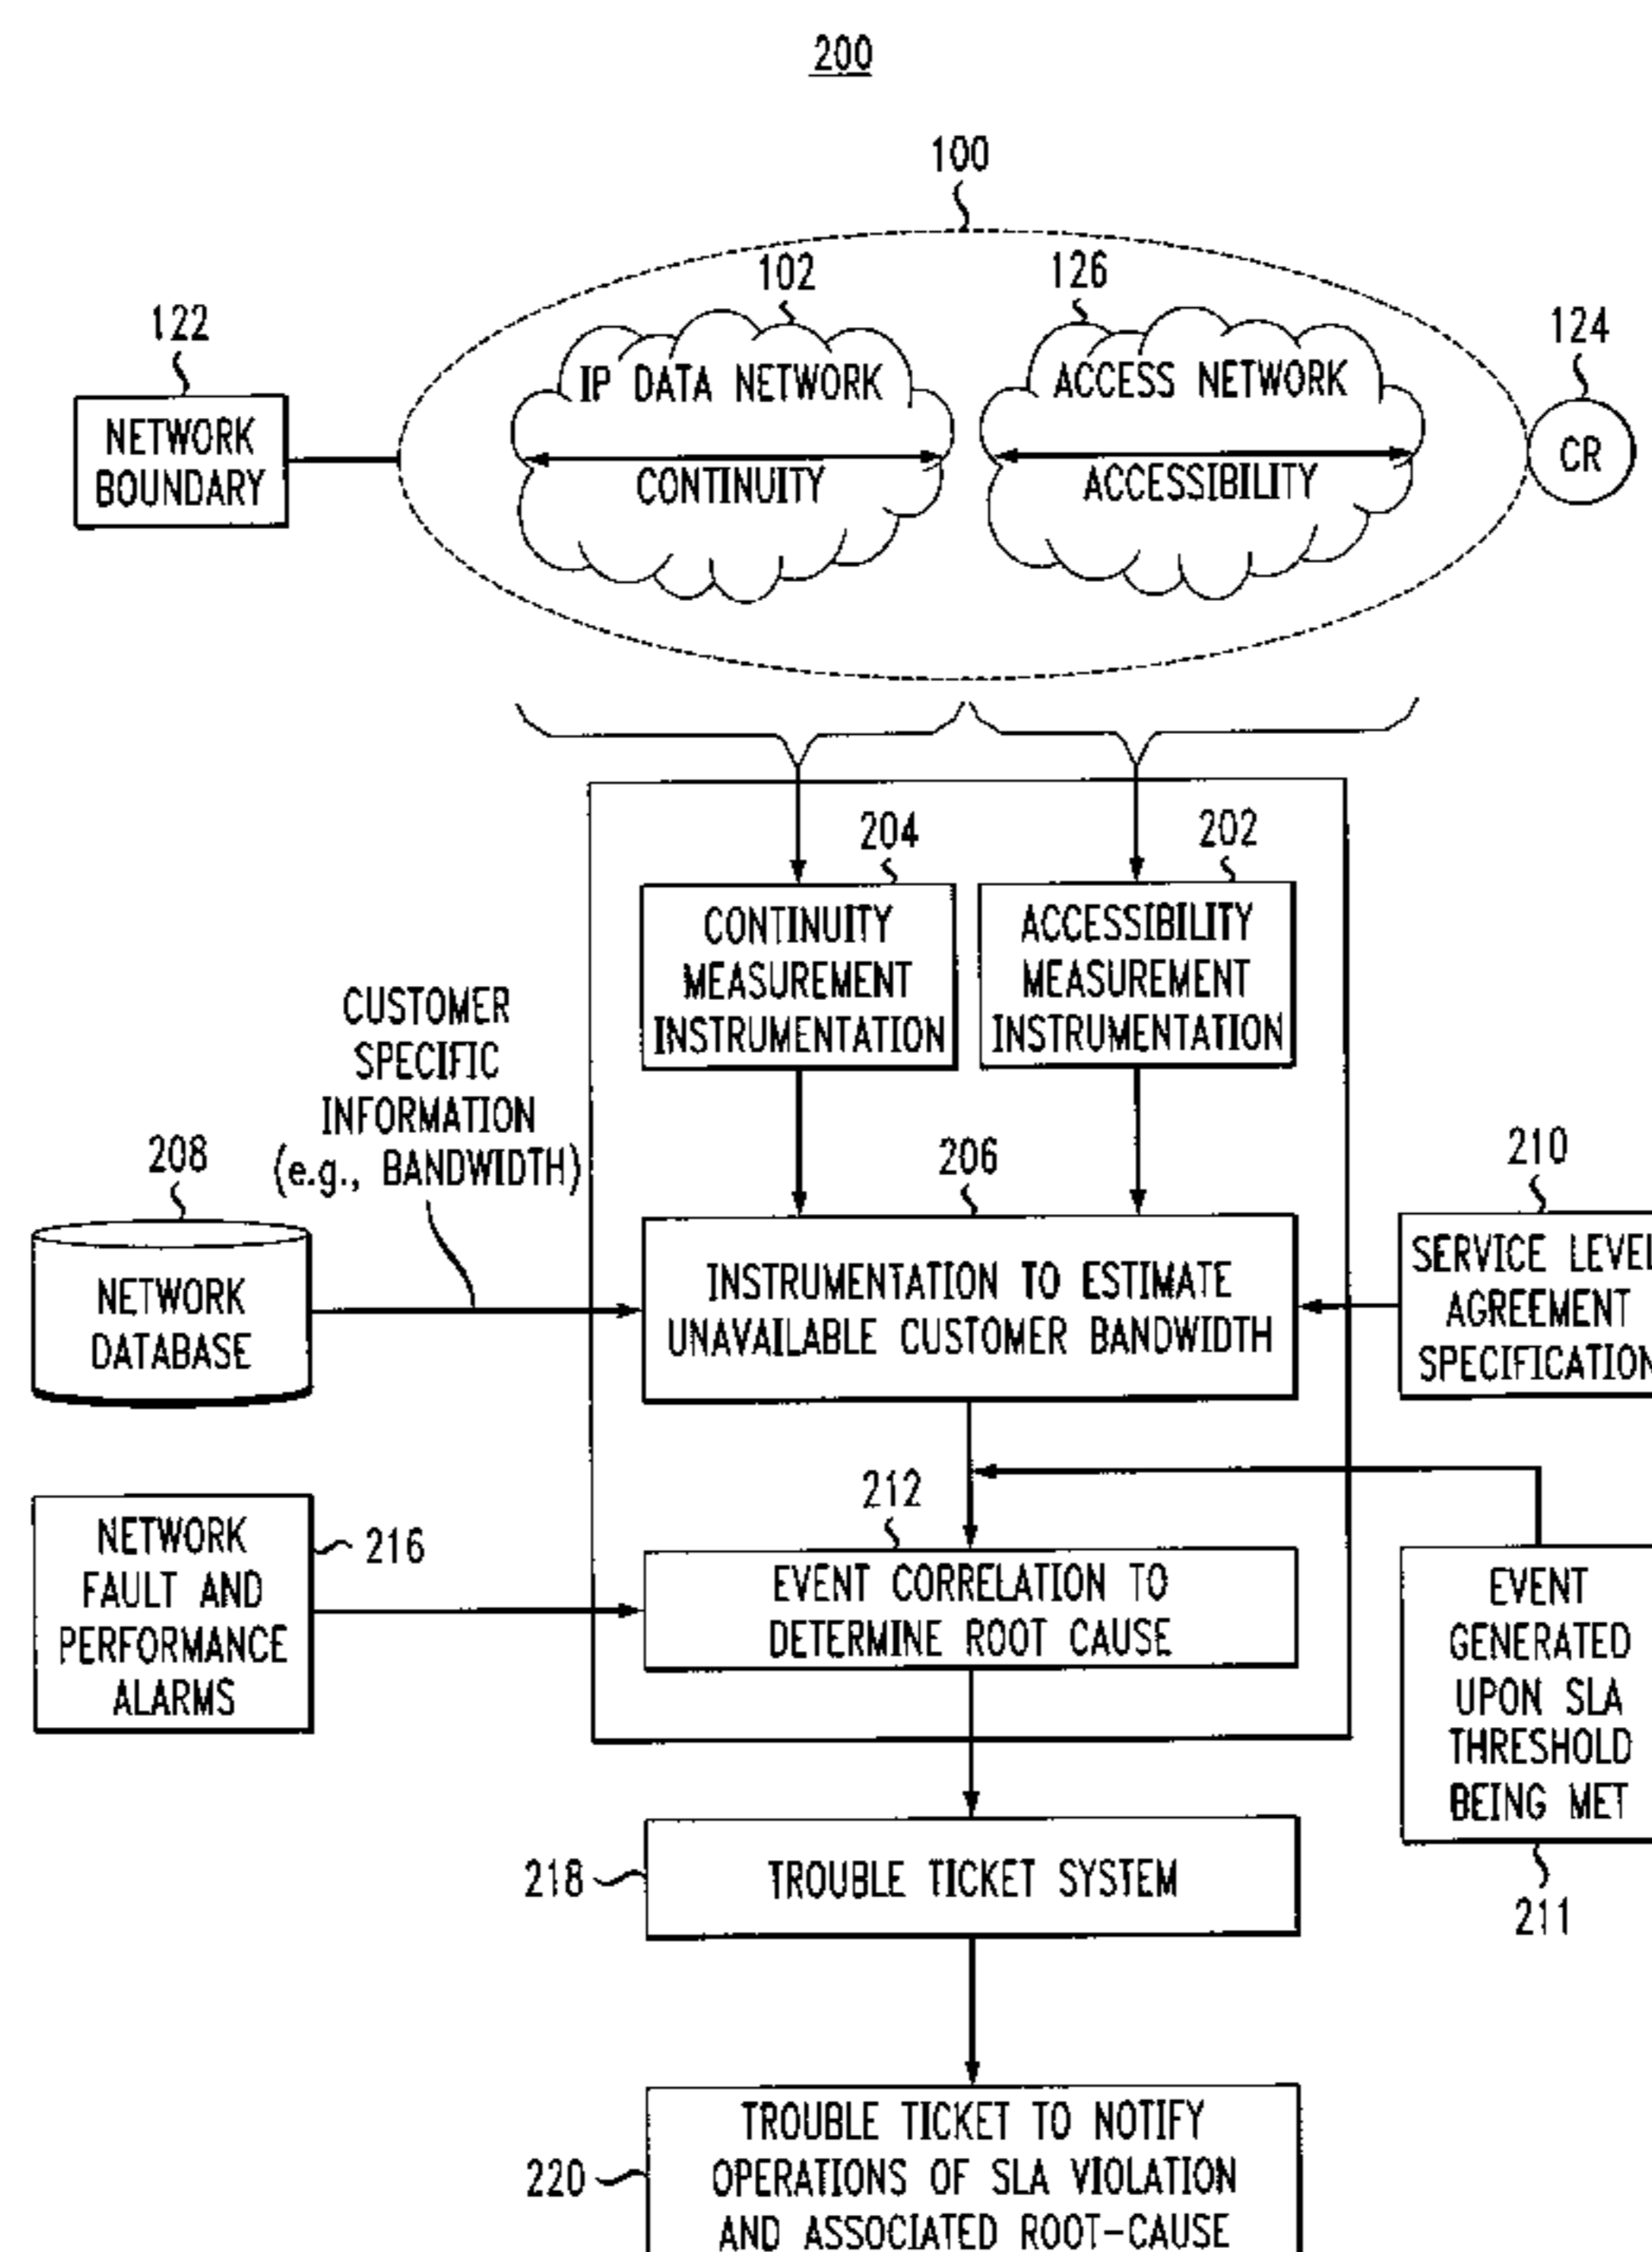 200
100
102
126
122
124
NETWORK
BOUNDARY
IP DATA NETWORK
CONTINUITY
ACCESS NETWORK
ACCESSIBILITY
CR
204
202
CONTINUITY
MEASUREMENT
INSTRUMENTATION
ACCESSIBILITY
MEASUREMENT
INSTRUMENTATION
CUSTOMER
SPECIFIC
INFORMATION
(e.g., BANDWIDTH)
208
206
210
NETWORK
DATABASE
INSTRUMENTATION TO ESTIMATE
UNAVAILABLE CUSTOMER BANDWIDTH
SERVICE LEVEL
AGREEMENT
SPECIFICATION
212
NETWORK
FAULT AND
PERFORMANCE
ALARMS
216
EVENT CORRELATION TO
DETERMINE ROOT CAUSE
EVENT
GENERATED
UPON SLA
THRESHOLD
BEING MET
211
218
TROUBLE TICKET SYSTEM
220
TROUBLE TICKET TO NOTIFY
OPERATIONS OF SLA VIOLATION
AND ASSOCIATED ROOT-CAUSE